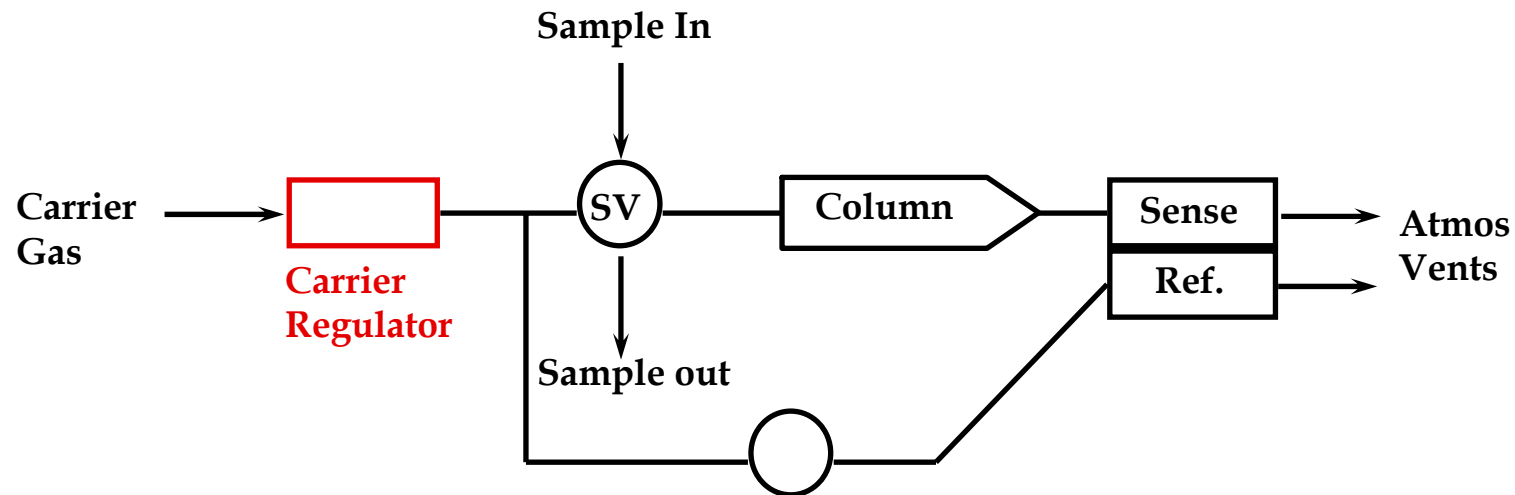 Sample In
Carrier
Gas
SV
Column
Sense
Atmos
Vents
Ref.
Carrier
Regulator
Sample out